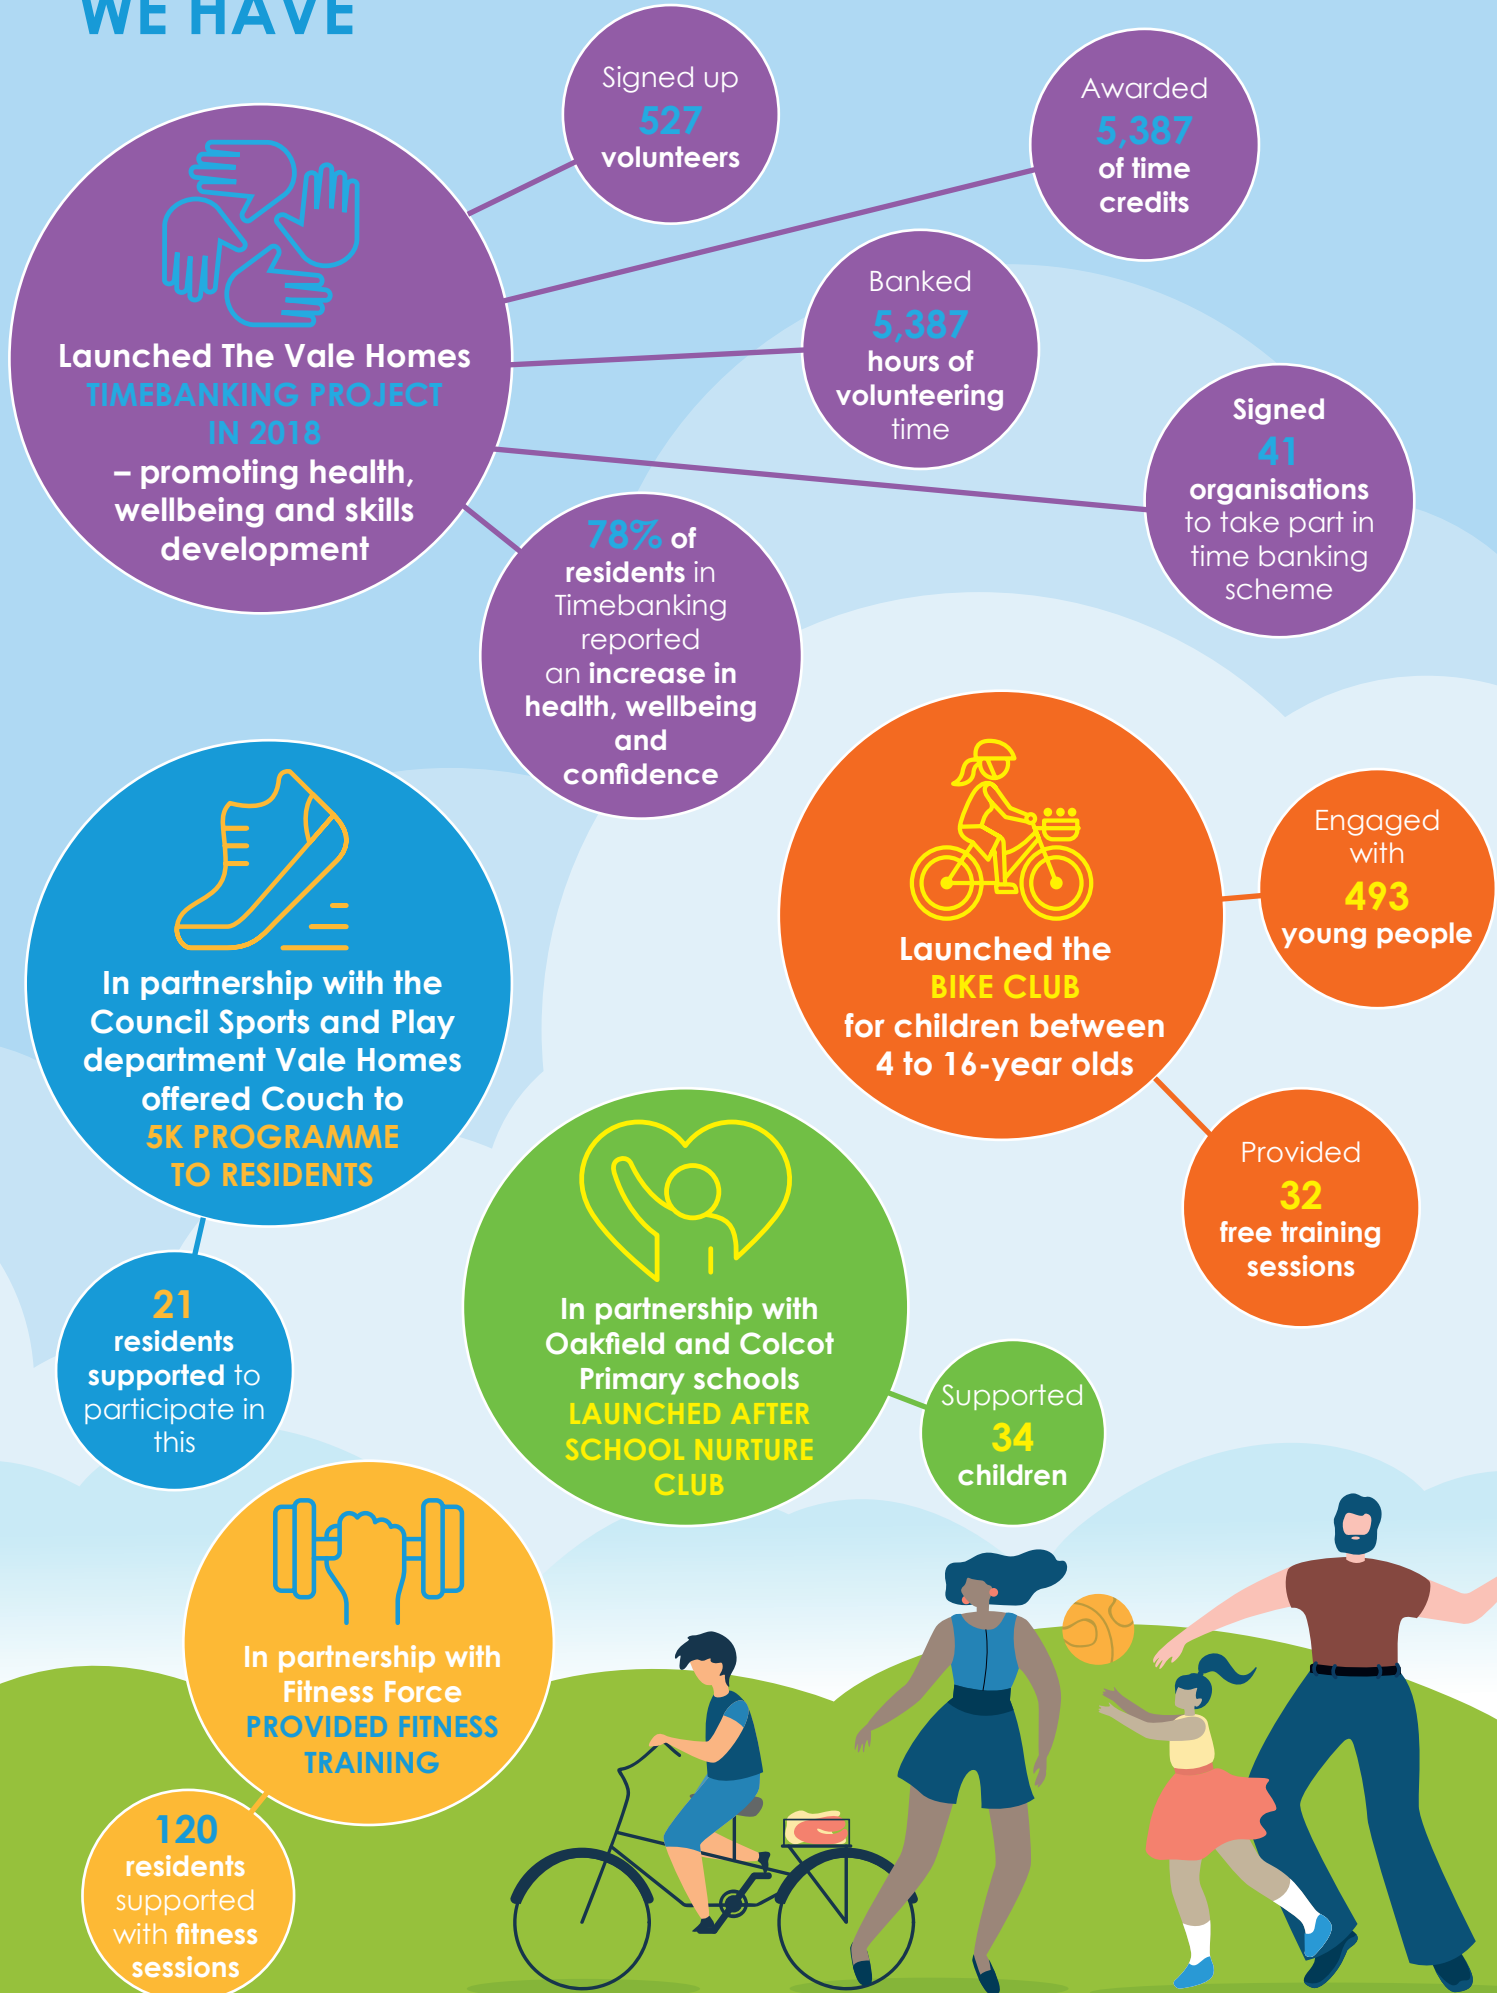 WE HAVE
Launched The Vale Homes
TIMEBANKING PROJECT
IN 2018
– promoting health,
wellbeing and skills
development
Signed up
527
volunteers
Awarded
5,387
of time
credits
Banked
5,387
hours of
volunteering
time
Signed
41
organisations
to take part in
time banking
scheme
78% of
residents in
Timebanking
reported
an increase in
health, wellbeing
and
confidence
In partnership with the
Council Sports and Play
department Vale Homes
offered Couch to
5K PROGRAMME
TO RESIDENTS
21
residents
supported to
participate in
this
Launched the
BIKE CLUB
for children between
4 to 16-year olds
Engaged
with
493
young people
Provided
32
free training
sessions
In partnership with
Oakfield and Colcot
Primary schools
LAUNCHED AFTER
SCHOOL NURTURE
CLUB
Supported
34
children
In partnership with
Fitness Force
PROVIDED FITNESS
TRAINING
120
residents
supported
with fitness
sessions